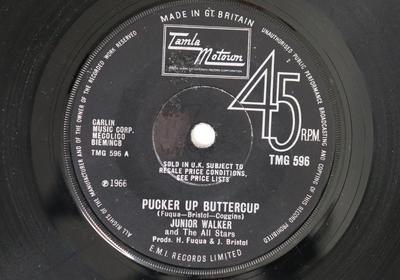 MADE IN GT. BRITAIN
UNAUTHORISED PUBLIC PERFORMANCE BROADCASTING AND COPYING OF THIS RECORD PROHIBITED
ALL RIGHTS OF THE MANUFACTURER AND OF THE OWNER OF THE RECORDED WORK RESERVED
Tamla
Motown
45
R.P.M.
TMG 596
CARLIN
MUSIC CORP.
MECOLICO
BIEM/NCB
TMG 596 A
SOLD IN U.K. SUBJECT TO
RESALE PRICE CONDITIONS,
SEE PRICE LISTS
℗1966
PUCKER UP BUTTERCUP
(Fuqua—Bristol—Coggins)
JUNIOR WALKER
and The All Stars
Prods. H. Fuqua & J. Bristol
E.M.I. RECORDS LIMITED